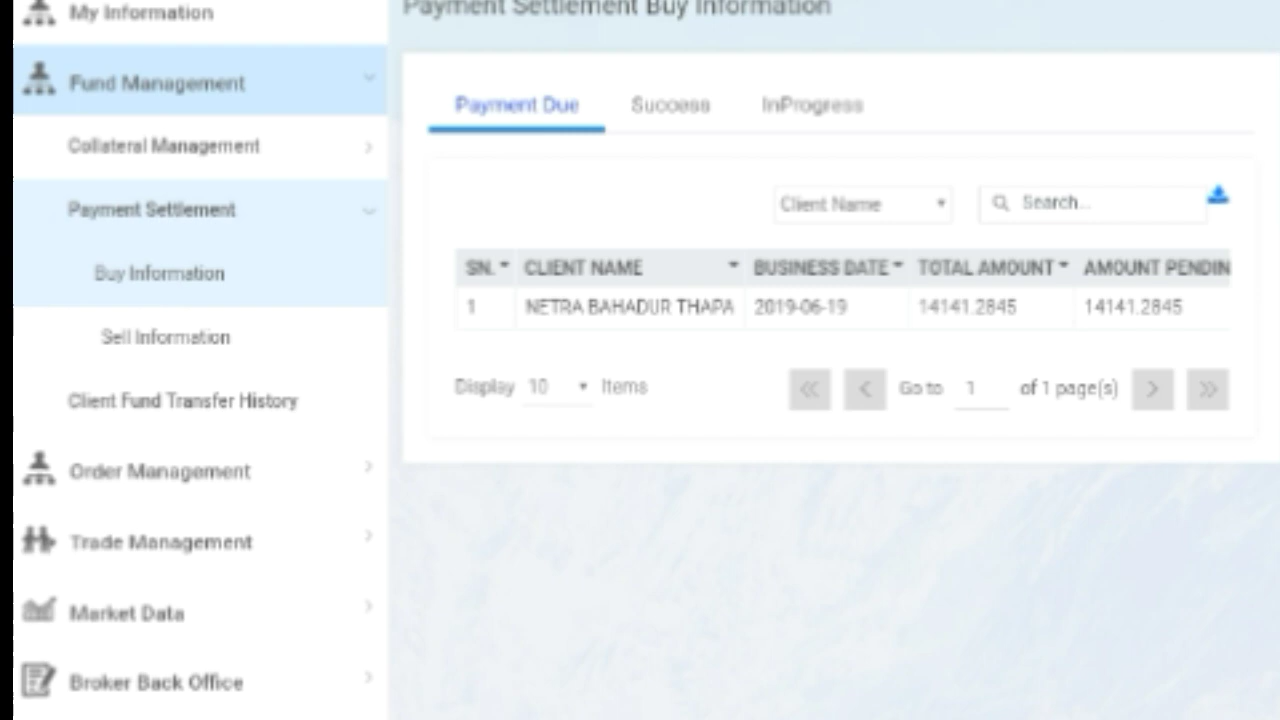 My Information
Fund Management
Collateral Management
Payment Settlement
Buy Information
Sell Information
Client Fund Transfer History
Order Management
Trade Management
Market Data
Broker Back Office
Payment Settlement Buy Information
Payment Due Success InProgress
Client Name Search...
SN. CLIENT NAME BUSINESS DATE TOTAL AMOUNT AMOUNT PENDIN
1 NETRA BAHADUR THAPA 2019-06-19 14141.2845 14141.2845
Display 10 Items Go to 1 of 1 page(s)